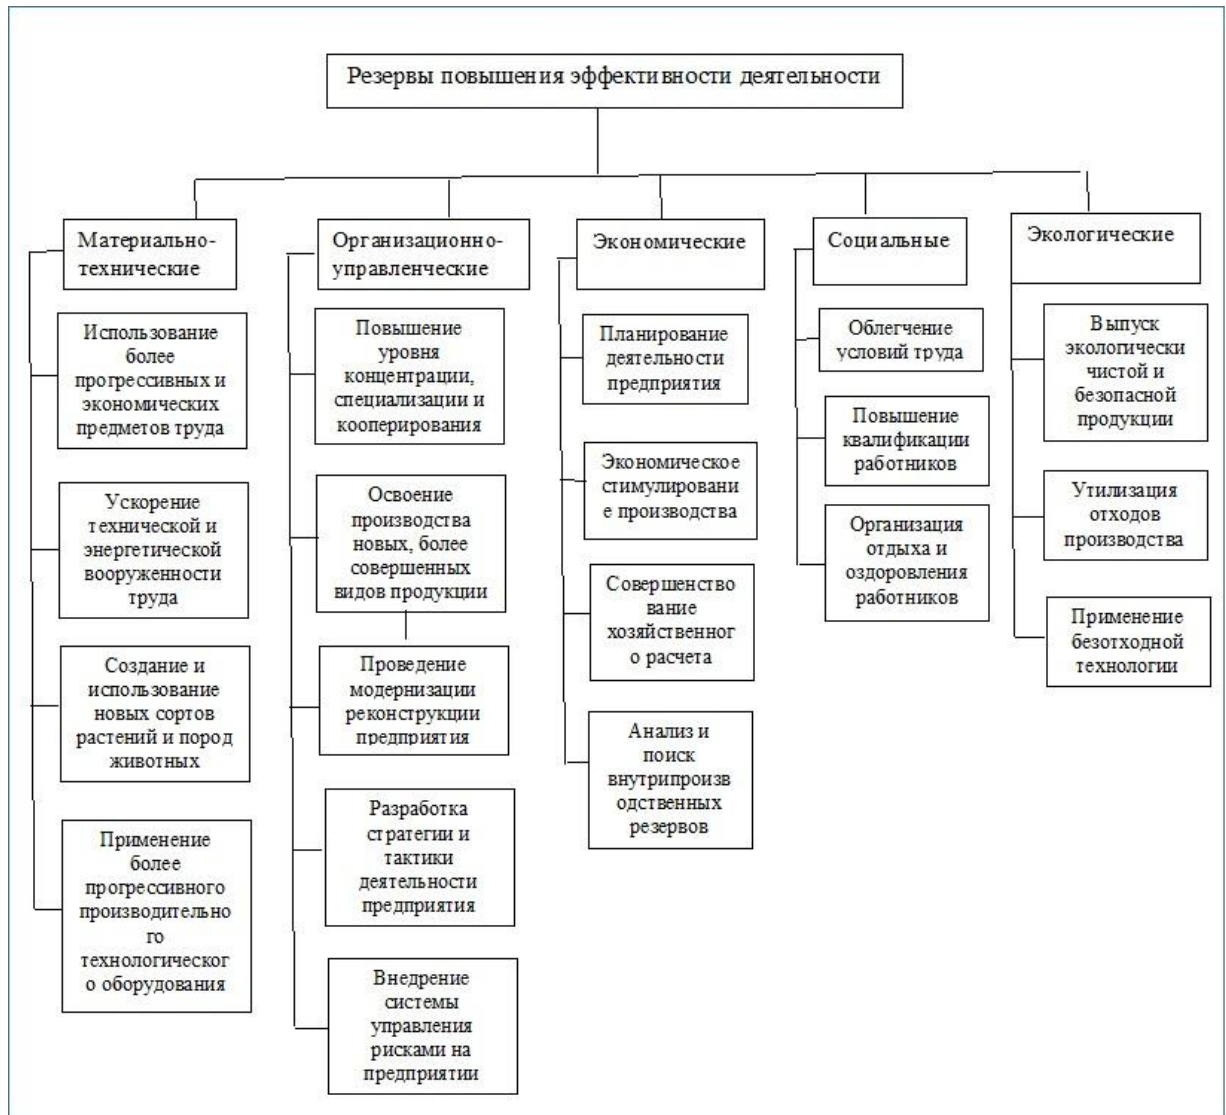 Резервы повышения эффективности деятельности
Материально-
технические
Использование
более
прогрессивных и
экономических
предметов труда
Ускорение
технической и
энергетической
вооруженности
труда
Создание и
использование
новых сортов
растений и пород
животных
Применение
более
прогрессивного
производительно
го
технологическог
о оборудования
Организационно-
управленческие
Повышение
уровня
концентрации,
специализации и
кооперирования
Освоение
производства
новых, более
совершенных
видов продукции
Проведение
модернизации
реконструкции
предприятия
Разработка
стратегии и
тактики
деятельности
предприятия
Внедрение
системы
управления
рисками на
предприятии
Экономические
Планирование
деятельности
предприятия
Экономическое
стимулировани
е производства
Совершенство
вание
хозяйственног
о расчета
Анализ и
поиск
внутрипроизв
одственных
резервов
Социальные
Облегчение
условий труда
Повышение
квалификации
работников
Организация
отдыха и
оздоровления
работников
Экологические
Выпуск
экологически
чистой и
безопасной
продукции
Утилизация
отходов
производства
Применение
безотходной
технологии